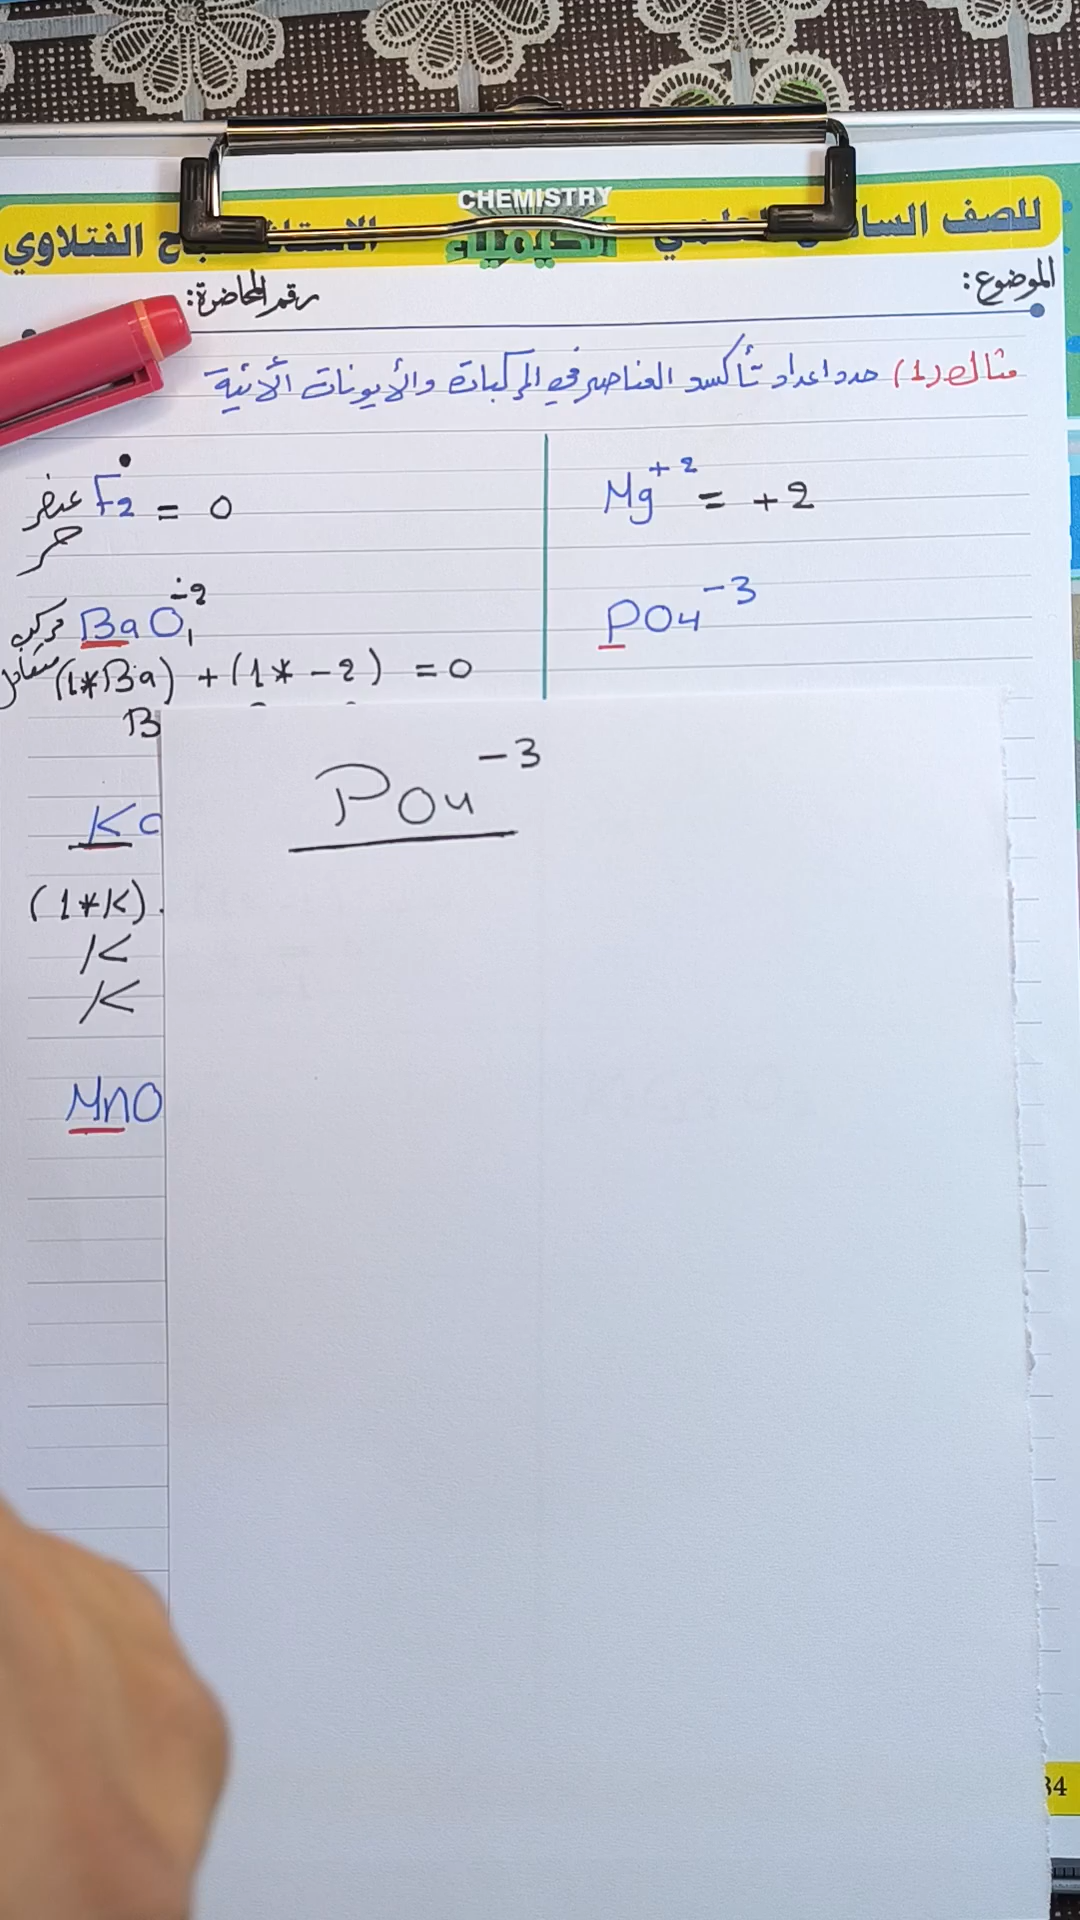 CHEMISTRY
للصف الكيمياء الفتلاوي
الموضوع: رقم المحاضرة:
مثال (1) حدد اعداد تأكسد العناصر في المركبات والأيونات الآتية
عنصر حر F2 = 0
Mg+2 = +2
مركب متعادل BaO1 -2
PO4-3
(1*Ba) + (1* -2) = 0
B
PO4-3
K
(1*K)
K
K
MnO
34